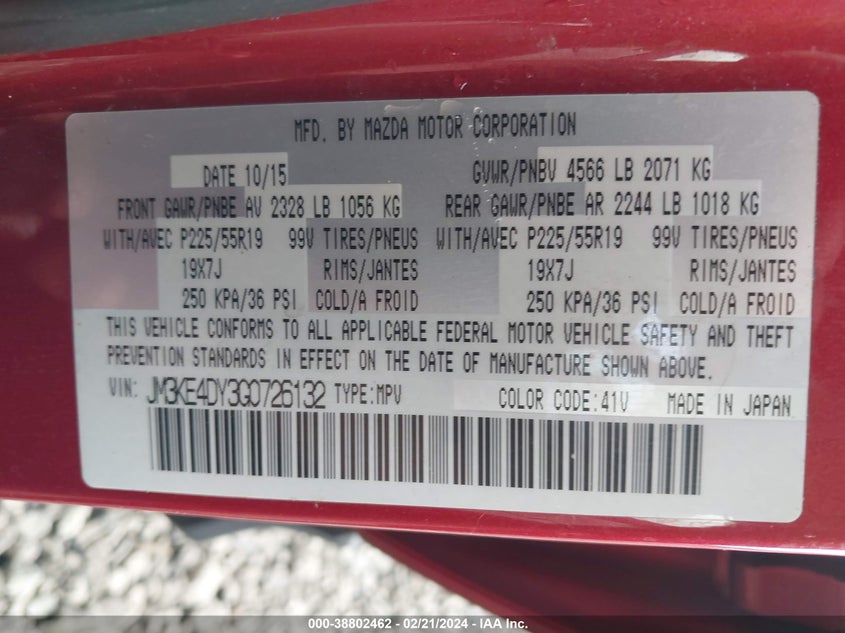 MFD. BY MAZDA MOTOR CORPORATION
DATE 10/15 GVWR/PNBV 4566 LB 2071 KG
FRONT GAWR/PNBE AV 2328 LB 1056 KG REAR GAWR/PNBE AR 2244 LB 1018 KG
WITH/AVEC P225/55R19 99V TIRES/PNEUS WITH/AVEC P225/55R19 99V TIRES/PNEUS
19X7J RIMS/JANTES 19X7J RIMS/JANTES
250 KPA/36 PSI COLD/A FROID 250 KPA/36 PSI COLD/A FROID
THIS VEHICLE CONFORMS TO ALL APPLICABLE FEDERAL MOTOR VEHICLE SAFETY AND THEFT
PREVENTION STANDARDS IN EFFECT ON THE DATE OF MANUFACTURE SHOWN ABOVE.
VIN: JM3KE4DY3G0726132 TYPE:MPV COLOR CODE:41V MADE IN JAPAN
000-38802462 - 02/21/2024 - IAA Inc.